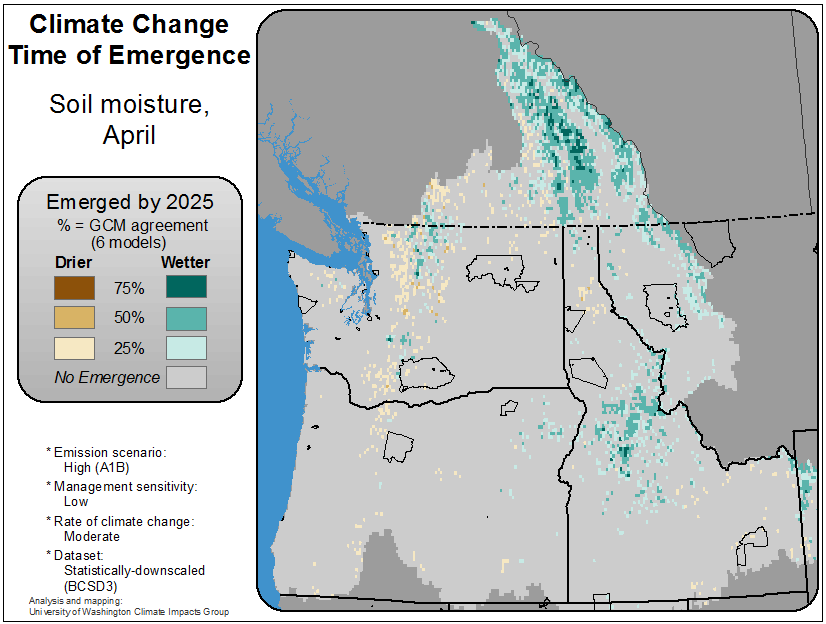 Climate Change
Time of Emergence
Soil moisture,
April
Emerged by 2025
% = GCM agreement
(6 models)
Drier Wetter
75%
50%
25%
No Emergence
* Emission scenario:
High (A1B)
* Management sensitivity:
Low
* Rate of climate change:
Moderate
* Dataset:
Statistically-downscaled
(BCSD3)
Analysis and mapping:
University of Washington Climate Impacts Group